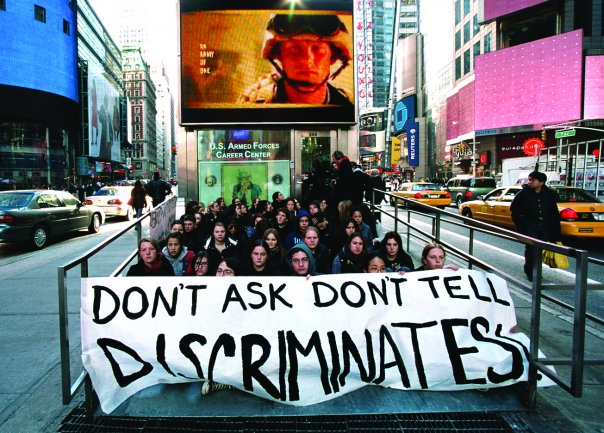 AN
ARMY
OF
ONE
U.S. ARMED FORCES
CAREER CENTER
REUTERS
DON'T ASK DON'T TELL
DISCRIMINATES!